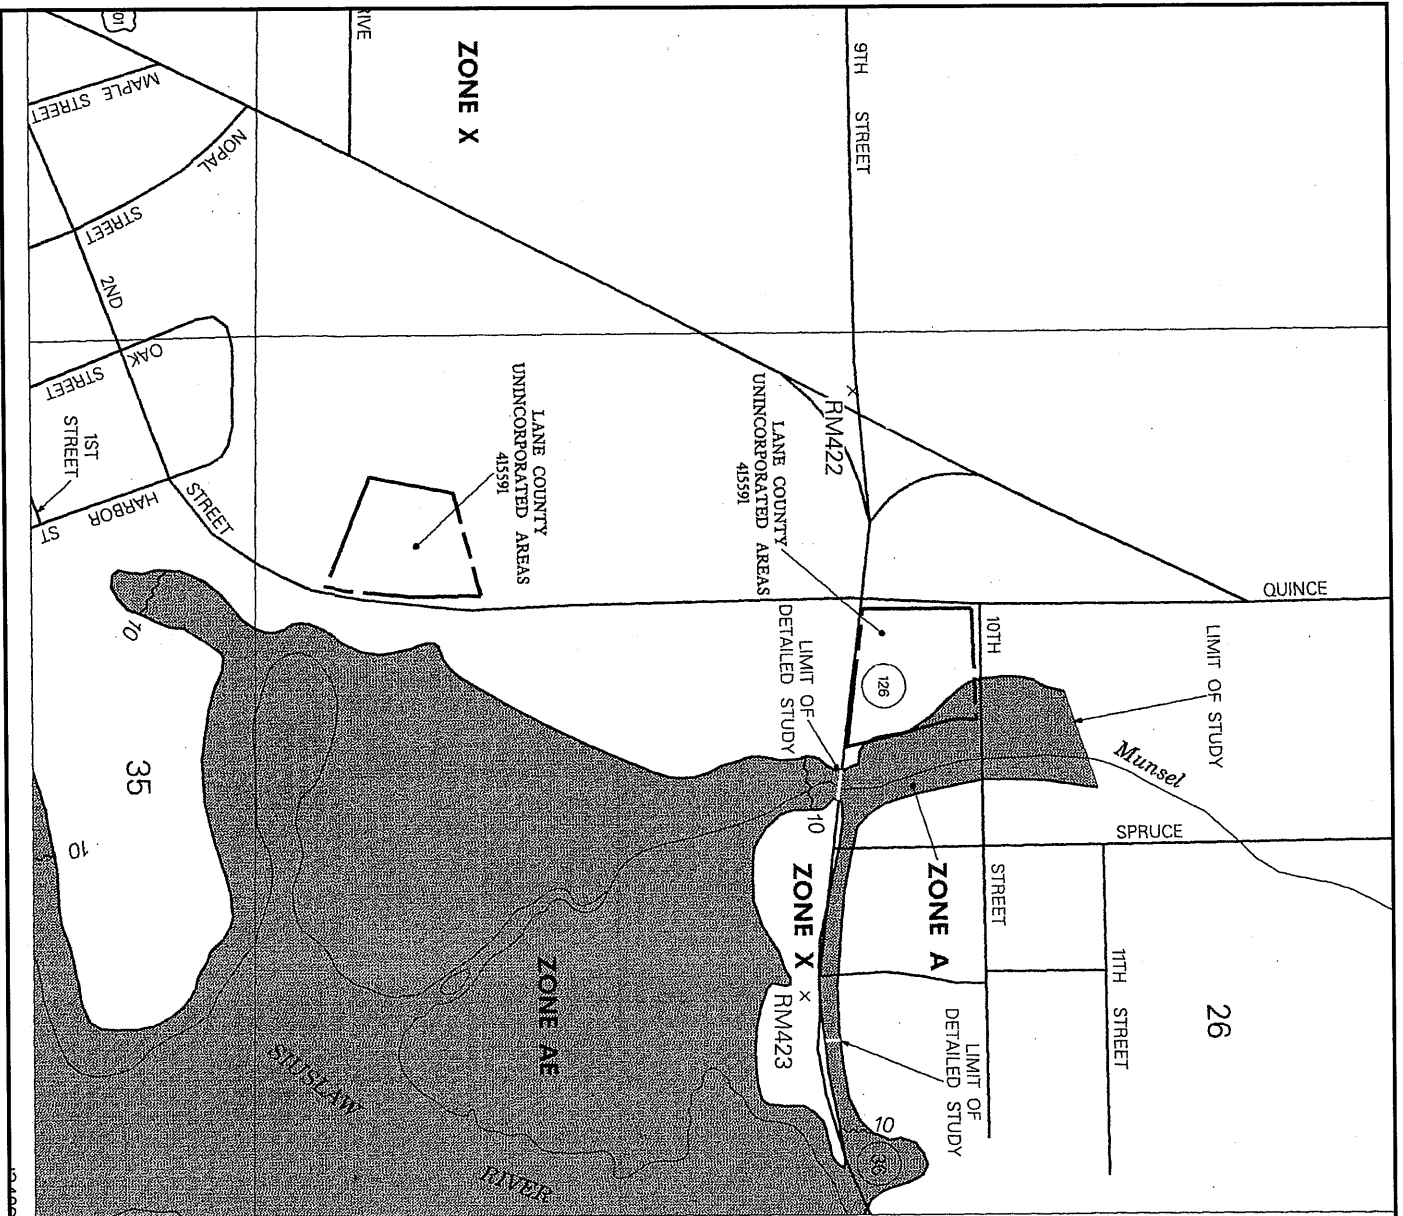 101
RIVE
ZONE X
9TH STREET
MAPLE STREET
NOPAL STREET
2ND STREET
OAK STREET
1ST
STREET
HARBOR ST
LANE COUNTY
UNINCORPORATED AREAS
415591
LANE COUNTY
UNINCORPORATED AREAS
415591
RM422
QUINCE
10TH STREET
126
LIMIT OF
DETAILED STUDY
LIMIT OF STUDY
Munsel
SPRUCE
10
35
10
10
ZONE X
RM423
ZONE A
11TH STREET
26
LIMIT OF
DETAILED STUDY
ZONE AE
SIUSLAW RIVER
10
36